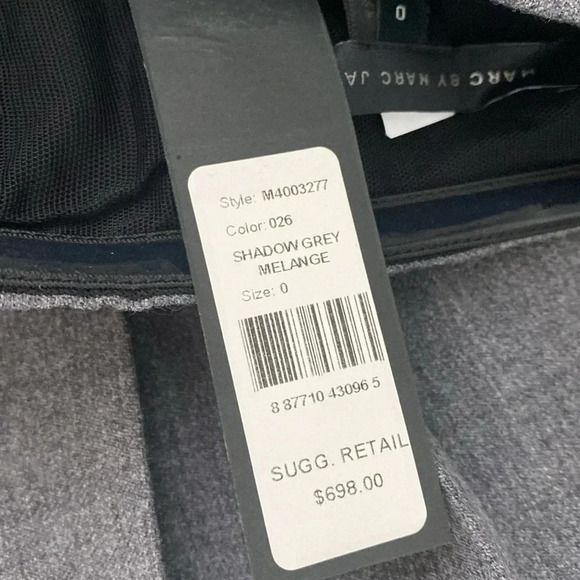 0
MARC BY MARC JA
Style: M4003277
Color: 026
SHADOW GREY
MELANGE
Size: 0
8 87710 43096 5
SUGG. RETAIL
$698.00